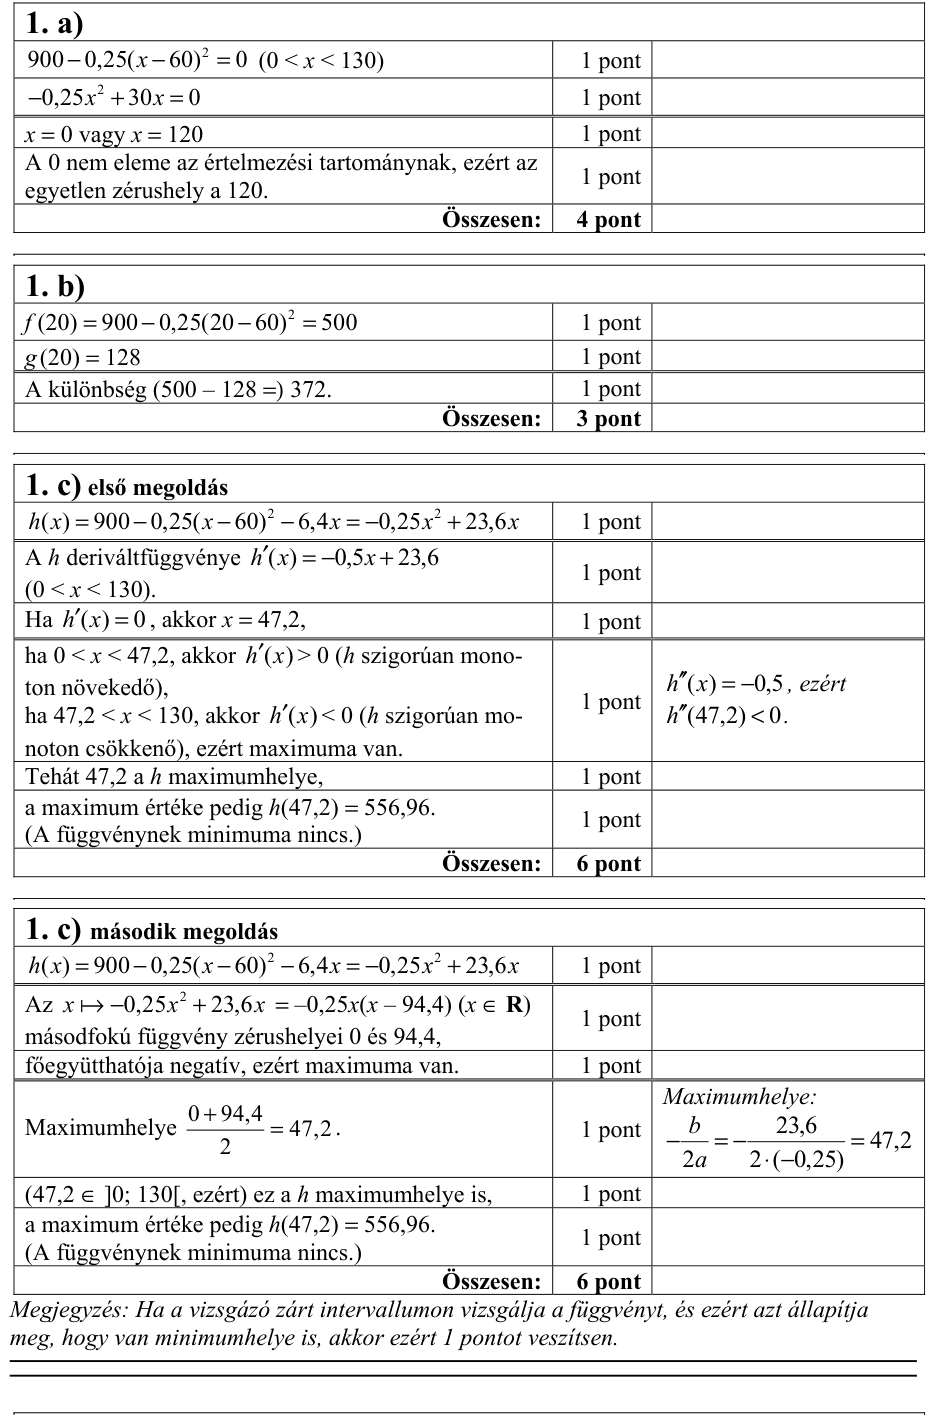 1. a)
900 − 0,25(x − 60)² = 0 (0 < x < 130) 1 pont
−0,25x² + 30x = 0 1 pont
x = 0 vagy x = 120 1 pont
A 0 nem eleme az értelmezési tartománynak, ezért az
egyetlen zérushely a 120. 1 pont
Összesen: 4 pont
1. b)
f(20) = 900 − 0,25(20 − 60)² = 500 1 pont
g(20) = 128 1 pont
A különbség (500 – 128 =) 372. 1 pont
Összesen: 3 pont
1. c) első megoldás
h(x) = 900 − 0,25(x − 60)² − 6,4x = −0,25x² + 23,6x 1 pont
A h deriváltfüggvénye h′(x) = −0,5x + 23,6
(0 < x < 130). 1 pont
Ha h′(x) = 0, akkor x = 47,2, 1 pont
ha 0 < x < 47,2, akkor h′(x) > 0 (h szigorúan mono-
ton növekedő),
ha 47,2 < x < 130, akkor h′(x) < 0 (h szigorúan mo-
noton csökkenő), ezért maximuma van. 1 pont
h″(x) = −0,5, ezért
h″(47,2) < 0.
Tehát 47,2 a h maximumhelye, 1 pont
a maximum értéke pedig h(47,2) = 556,96.
(A függvénynek minimuma nincs.) 1 pont
Összesen: 6 pont
1. c) második megoldás
h(x) = 900 − 0,25(x − 60)² − 6,4x = −0,25x² + 23,6x 1 pont
Az x ↦ −0,25x² + 23,6x = –0,25x(x – 94,4) (x ∈ R)
másodfokú függvény zérushelyei 0 és 94,4, 1 pont
főegyütthatója negatív, ezért maximuma van. 1 pont
Maximumhelye (0 + 94,4)/2 = 47,2. 1 pont
Maximumhelye:
−b/2a = −23,6/(2·(−0,25)) = 47,2
(47,2 ∈ ]0; 130[, ezért) ez a h maximumhelye is, 1 pont
a maximum értéke pedig h(47,2) = 556,96.
(A függvénynek minimuma nincs.) 1 pont
Összesen: 6 pont
Megjegyzés: Ha a vizsgázó zárt intervallumon vizsgálja a függvényt, és ezért azt állapítja
meg, hogy van minimumhelye is, akkor ezért 1 pontot veszítsen.